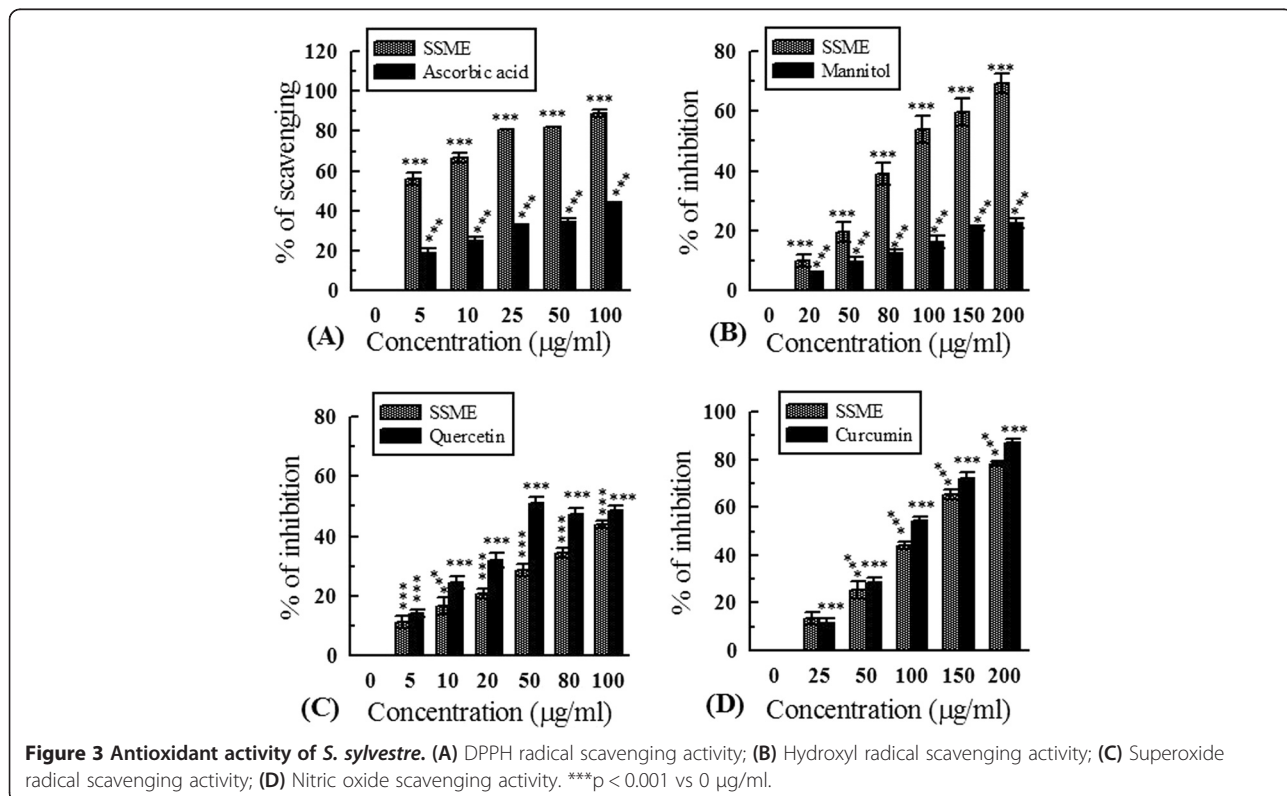 SSME
Ascorbic acid
% of scavenging
120
100
80
60
40
20
0
*** *** *** *** ***
*** *** *** *** ***
0 5 10 25 50 100
(A) Concentration (µg/ml)
SSME
Mannitol
% of inhibition
80
60
40
20
0
*** *** *** *** *** ***
*** *** *** *** *** ***
0 20 50 80 100 150 200
(B) Concentration (µg/ml)
SSME
Quercetin
% of inhibition
80
60
40
20
0
*** *** *** *** *** ***
*** *** *** *** *** ***
0 5 10 20 50 80 100
(C) Concentration (µg/ml)
SSME
Curcumin
% of inhibition
100
80
60
40
20
0
*** *** *** *** ***
*** *** *** ***
0 25 50 100 150 200
(D) Concentration (µg/ml)
Figure 3 Antioxidant activity of S. sylvestre. (A) DPPH radical scavenging activity; (B) Hydroxyl radical scavenging activity; (C) Superoxide
radical scavenging activity; (D) Nitric oxide scavenging activity. ***p < 0.001 vs 0 µg/ml.